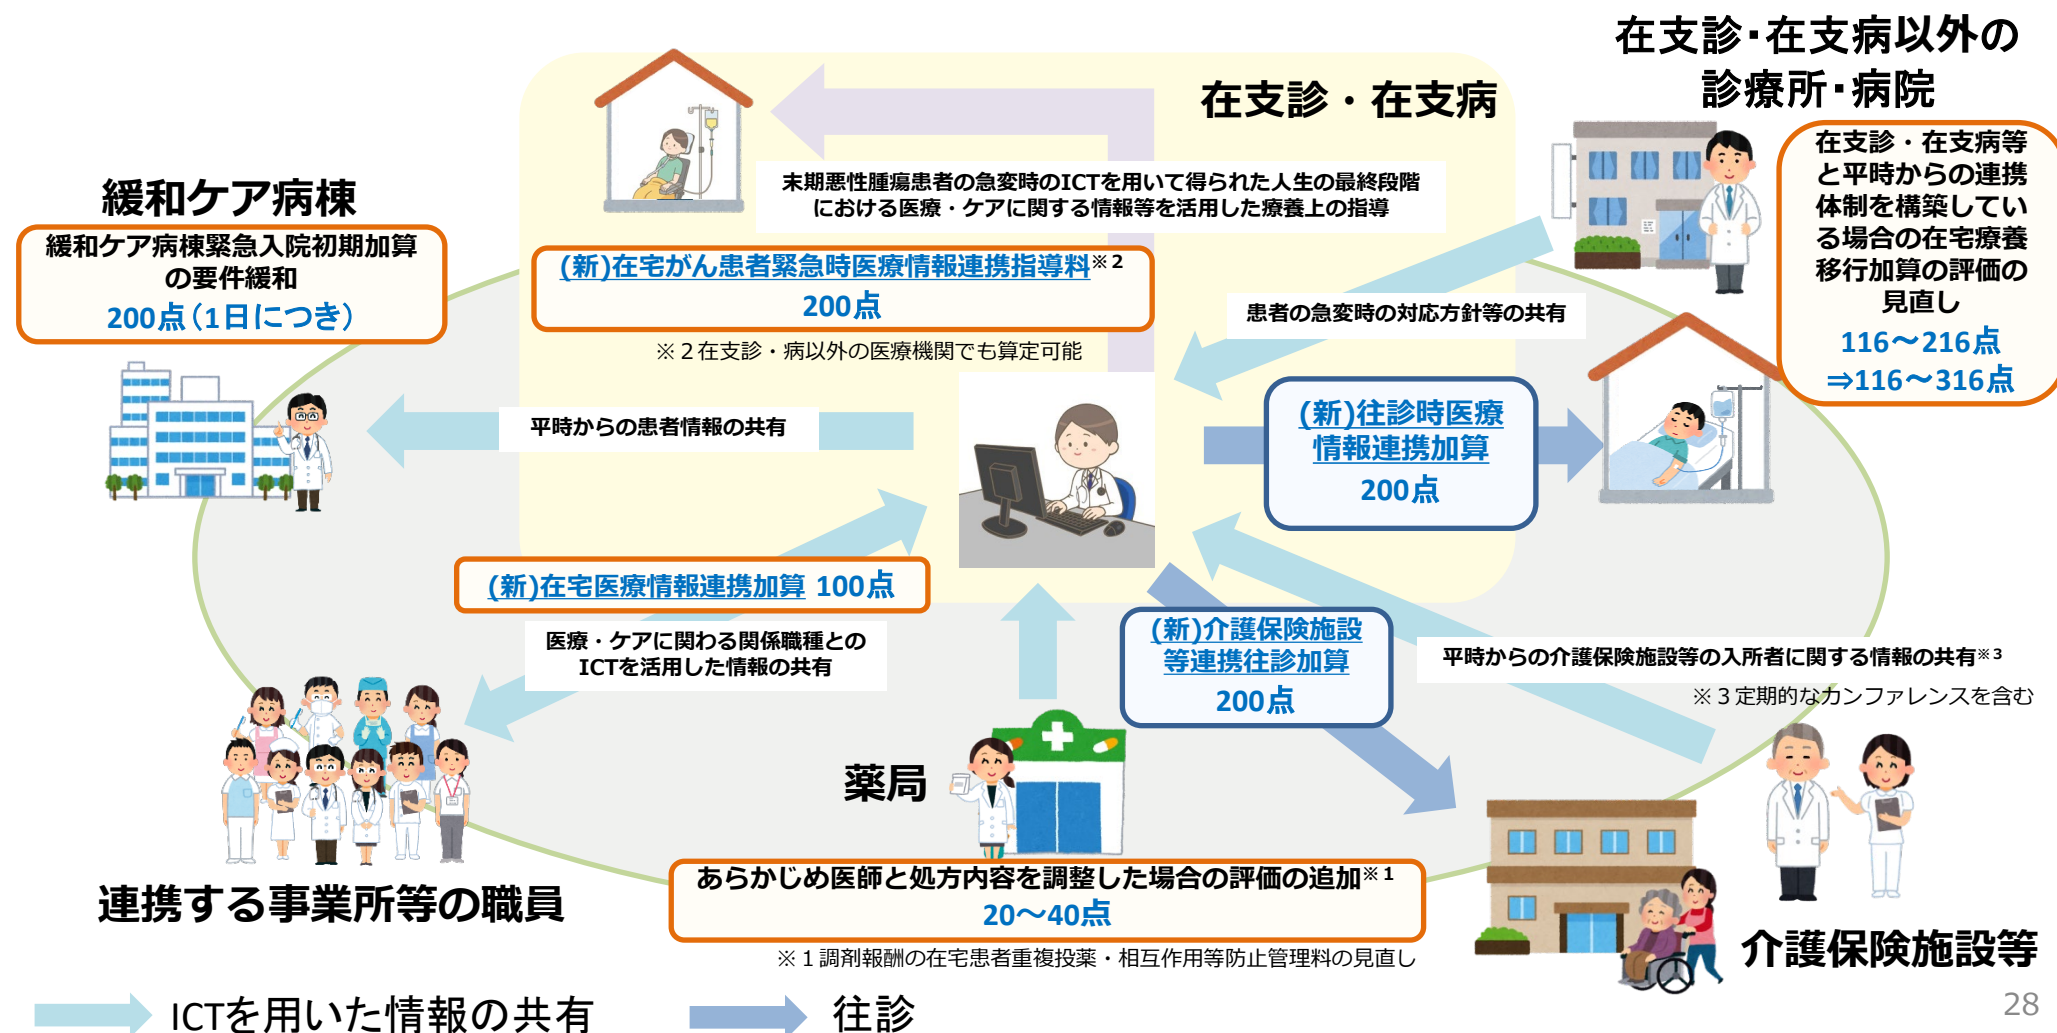 在支診・在支病以外の
診療所・病院
在支診・在支病
在支診・在支病等
と平時からの連携
体制を構築してい
る場合の在宅療養
移行加算の評価の
見直し
116～216点
⇒116～316点
末期悪性腫瘍患者の急変時のICTを用いて得られた人生の最終段階
における医療・ケアに関する情報等を活用した療養上の指導
緩和ケア病棟
緩和ケア病棟緊急入院初期加算
の要件緩和
200点（1日につき）
(新)在宅がん患者緊急時医療情報連携指導料※2
200点
※２在支診・病以外の医療機関でも算定可能
患者の急変時の対応方針等の共有
平時からの患者情報の共有
(新)往診時医療
情報連携加算
200点
(新)在宅医療情報連携加算 100点
医療・ケアに関わる関係職種との
ICTを活用した情報の共有
(新)介護保険施設
等連携往診加算
200点
平時からの介護保険施設等の入所者に関する情報の共有※3
※３定期的なカンファレンスを含む
薬局
あらかじめ医師と処方内容を調整した場合の評価の追加※1
20～40点
※１調剤報酬の在宅患者重複投薬・相互作用等防止管理料の見直し
連携する事業所等の職員
介護保険施設等
ICTを用いた情報の共有
往診
28